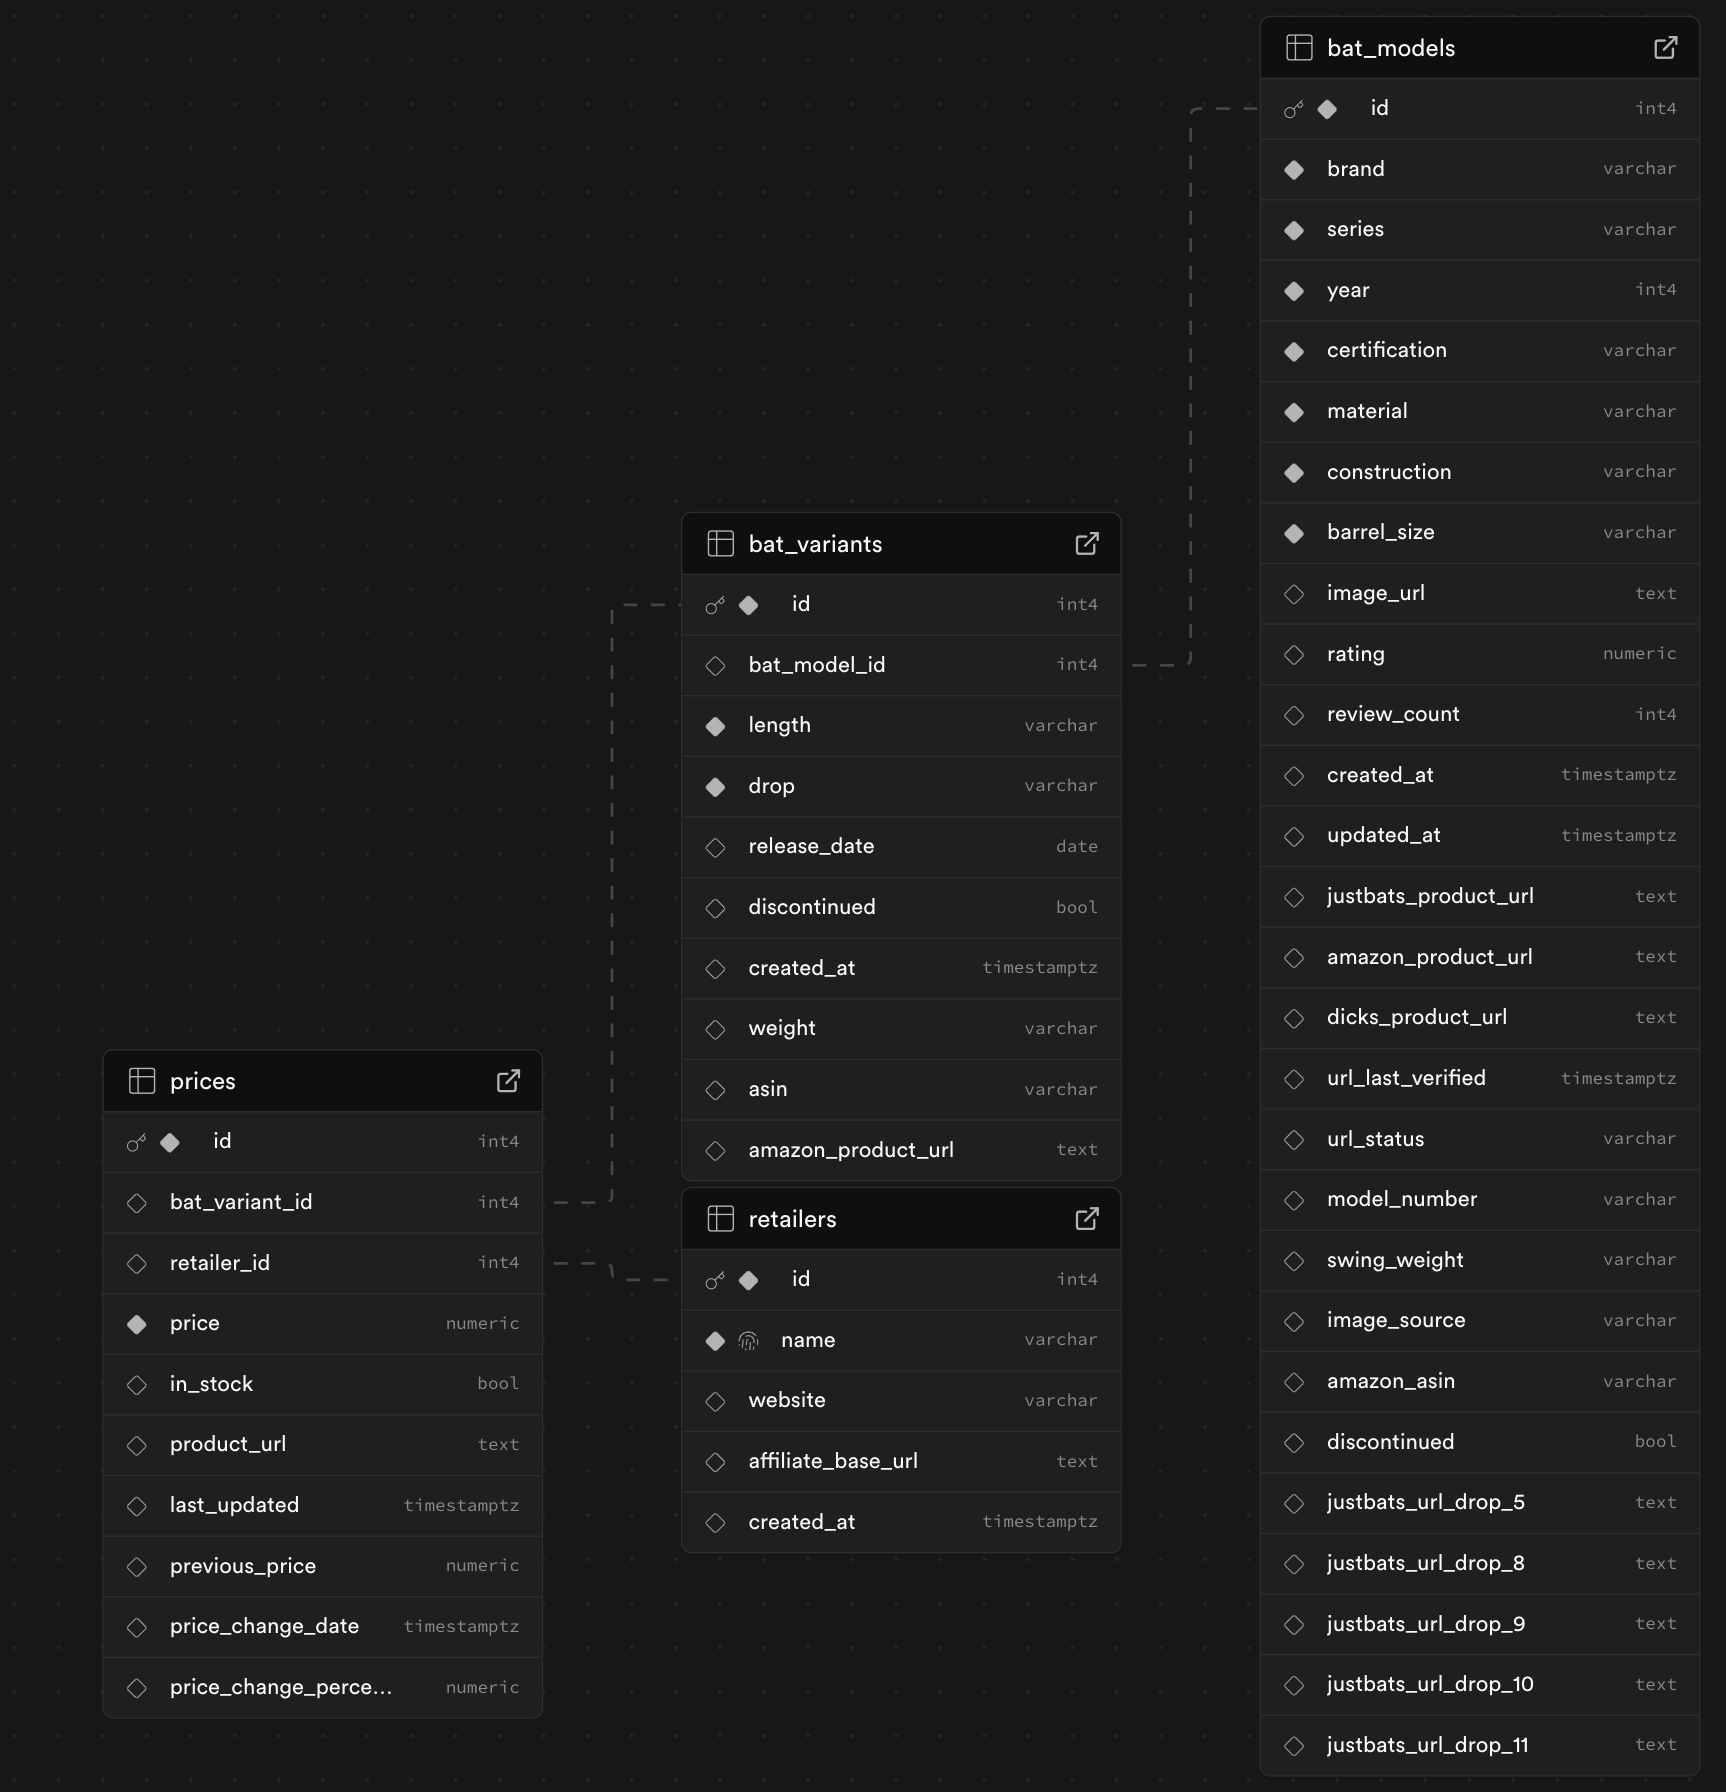 bat_models
id int4
brand varchar
series varchar
year int4
certification varchar
material varchar
construction varchar
barrel_size varchar
image_url text
rating numeric
review_count int4
created_at timestamptz
updated_at timestamptz
justbats_product_url text
amazon_product_url text
dicks_product_url text
url_last_verified timestamptz
url_status varchar
model_number varchar
swing_weight varchar
image_source varchar
amazon_asin varchar
discontinued bool
justbats_url_drop_5 text
justbats_url_drop_8 text
justbats_url_drop_9 text
justbats_url_drop_10 text
justbats_url_drop_11 text
bat_variants
id int4
bat_model_id int4
length varchar
drop varchar
release_date date
discontinued bool
created_at timestamptz
weight varchar
asin varchar
amazon_product_url text
retailers
id int4
name varchar
website varchar
affiliate_base_url text
created_at timestamptz
prices
id int4
bat_variant_id int4
retailer_id int4
price numeric
in_stock bool
product_url text
last_updated timestamptz
previous_price numeric
price_change_date timestamptz
price_change_perce... numeric